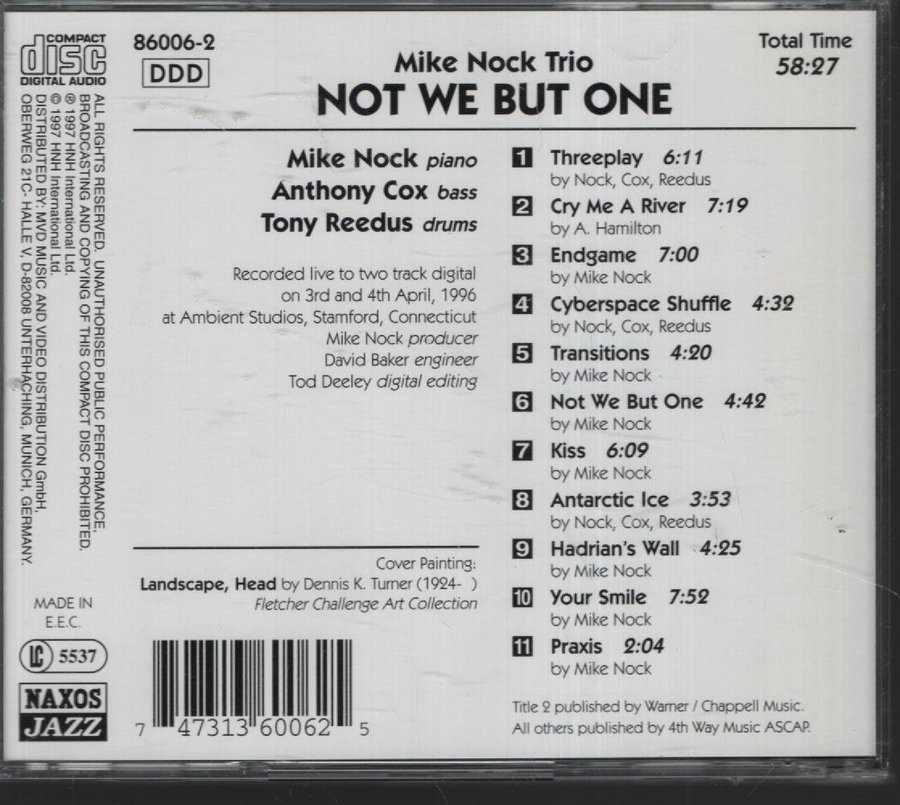 COMPACT
disc
DIGITAL AUDIO
86006-2
DDD
Mike Nock Trio
NOT WE BUT ONE
Total Time
58:27
Mike Nock piano
Anthony Cox bass
Tony Reedus drums
Recorded live to two track digital
on 3rd and 4th April, 1996
at Ambient Studios, Stamford, Connecticut
Mike Nock producer
David Baker engineer
Tod Deeley digital editing
1 Threeplay 6:11
by Nock, Cox, Reedus
2 Cry Me A River 7:19
by A. Hamilton
3 Endgame 7:00
by Mike Nock
4 Cyberspace Shuffle 4:32
by Nock, Cox, Reedus
5 Transitions 4:20
by Mike Nock
6 Not We But One 4:42
by Mike Nock
7 Kiss 6:09
by Mike Nock
8 Antarctic Ice 3:53
by Nock, Cox, Reedus
9 Hadrian's Wall 4:25
by Mike Nock
10 Your Smile 7:52
by Mike Nock
11 Praxis 2:04
by Mike Nock
Cover Painting:
Landscape, Head by Dennis K. Turner (1924- )
Fletcher Challenge Art Collection
7 47313 60062 5
Title 2 published by Warner / Chappell Music.
All others published by 4th Way Music ASCAP.
ALL RIGHTS RESERVED. UNAUTHORISED PUBLIC PERFORMANCE,
BROADCASTING AND COPYING OF THIS COMPACT DISC PROHIBITED.
℗ 1997 HNH International Ltd.
© 1997 HNH International Ltd.
DISTRIBUTED BY: MVD MUSIC AND VIDEO DISTRIBUTION GmbH,
OBERWEG 21C- HALLE V, D-82008 UNTERHACHING, MUNICH, GERMANY.
MADE IN
E.E.C.
LC 5537
NAXOS
JAZZ